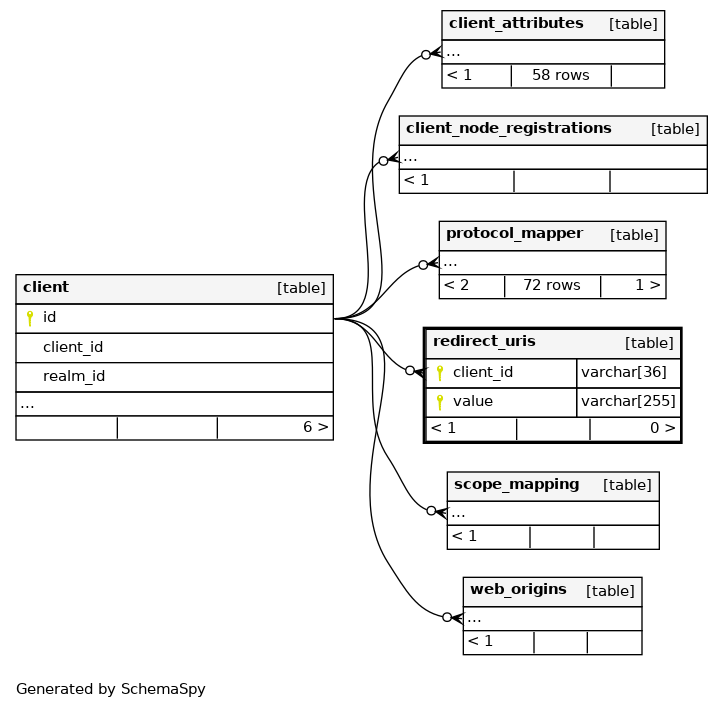 client_attributes [table]
...
< 1 58 rows
client_node_registrations [table]
...
< 1
protocol_mapper [table]
...
< 2 72 rows 1 >
client [table]
id
client_id
realm_id
...
6 >
redirect_uris [table]
client_id varchar[36]
value varchar[255]
< 1 0 >
scope_mapping [table]
...
< 1
web_origins [table]
...
< 1
Generated by SchemaSpy